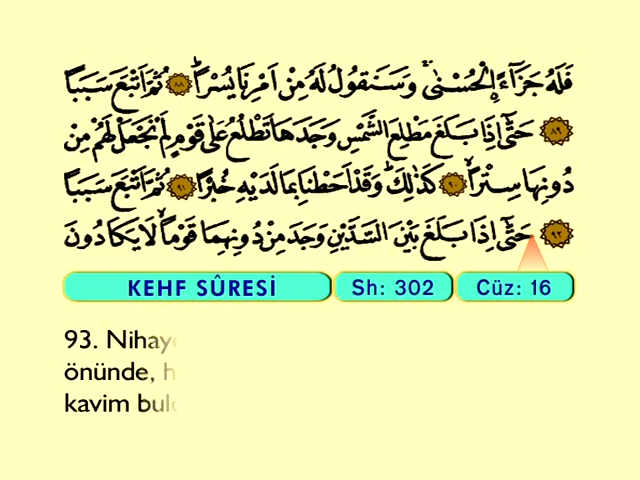 فَلَهُ جَزَٓاءًۨ الْحُسْنٰىۚ وَسَنَقُولُ لَهُ مِنْ اَمْرِنَا يُسْرًاۜ ﴿٨٨﴾ ثُمَّ اَتْبَعَ سَبَبًا
﴿٨٩﴾ حَتّٰٓى اِذَا بَلَغَ مَطْلِعَ الشَّمْسِ وَجَدَهَا تَطْلُعُ عَلٰى قَوْمٍ لَمْ نَجْعَلْ لَهُمْ مِنْ
دُونِهَا سِتْرًاۙ ﴿٩٠﴾ كَذٰلِكَۜ وَقَدْ اَحَطْنَا بِمَا لَدَيْهِ خُبْرًا ﴿٩١﴾ ثُمَّ اَتْبَعَ سَبَبًا
﴿٩٢﴾ حَتّٰٓى اِذَا بَلَغَ بَيْنَ السَّدَّيْنِ وَجَدَ مِنْ دُونِهِمَا قَوْمًاۙ لَا يَكَادُونَ
KEHF SÛRESİ Sh: 302 Cüz: 16
93. Nihay
önünde, h
kavim bul